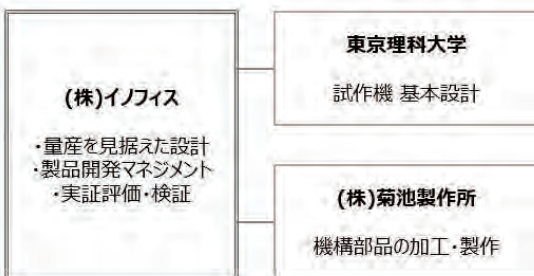 (株)イノフィス
・量産を見据えた設計
・製品開発マネジメント
・実証評価・検証
東京理科大学
試作機 基本設計
(株)菊池製作所
機構部品の加工・製作